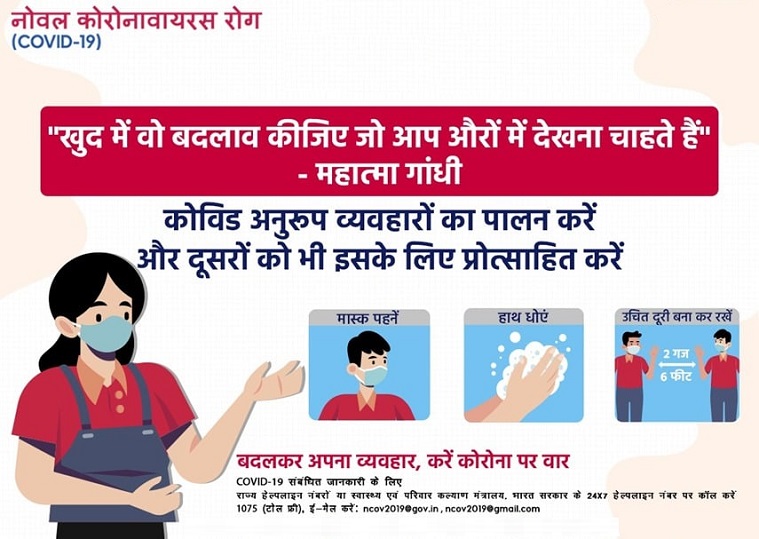 नोवल कोरोनावायरस रोग
(COVID-19)
"खुद में वो बदलाव कीजिए जो आप औरों में देखना चाहते हैं"
- महात्मा गांधी
कोविड अनुरूप व्यवहारों का पालन करें
और दूसरों को भी इसके लिए प्रोत्साहित करें
मास्क पहनें
हाथ धोएं
उचित दूरी बना कर रखें
2 गज
6 फीट
बदलकर अपना व्यवहार, करें कोरोना पर वार
COVID-19 संबंधित जानकारी के लिए
राज्य हेल्पलाइन नंबरों या स्वास्थ्य एवं परिवार कल्याण मंत्रालय, भारत सरकार के 24X7 हेल्पलाइन नंबर पर कॉल करें
1075 (टोल फ्री), ई-मैल करें: ncov2019@gov.in, ncov2019@gmail.com